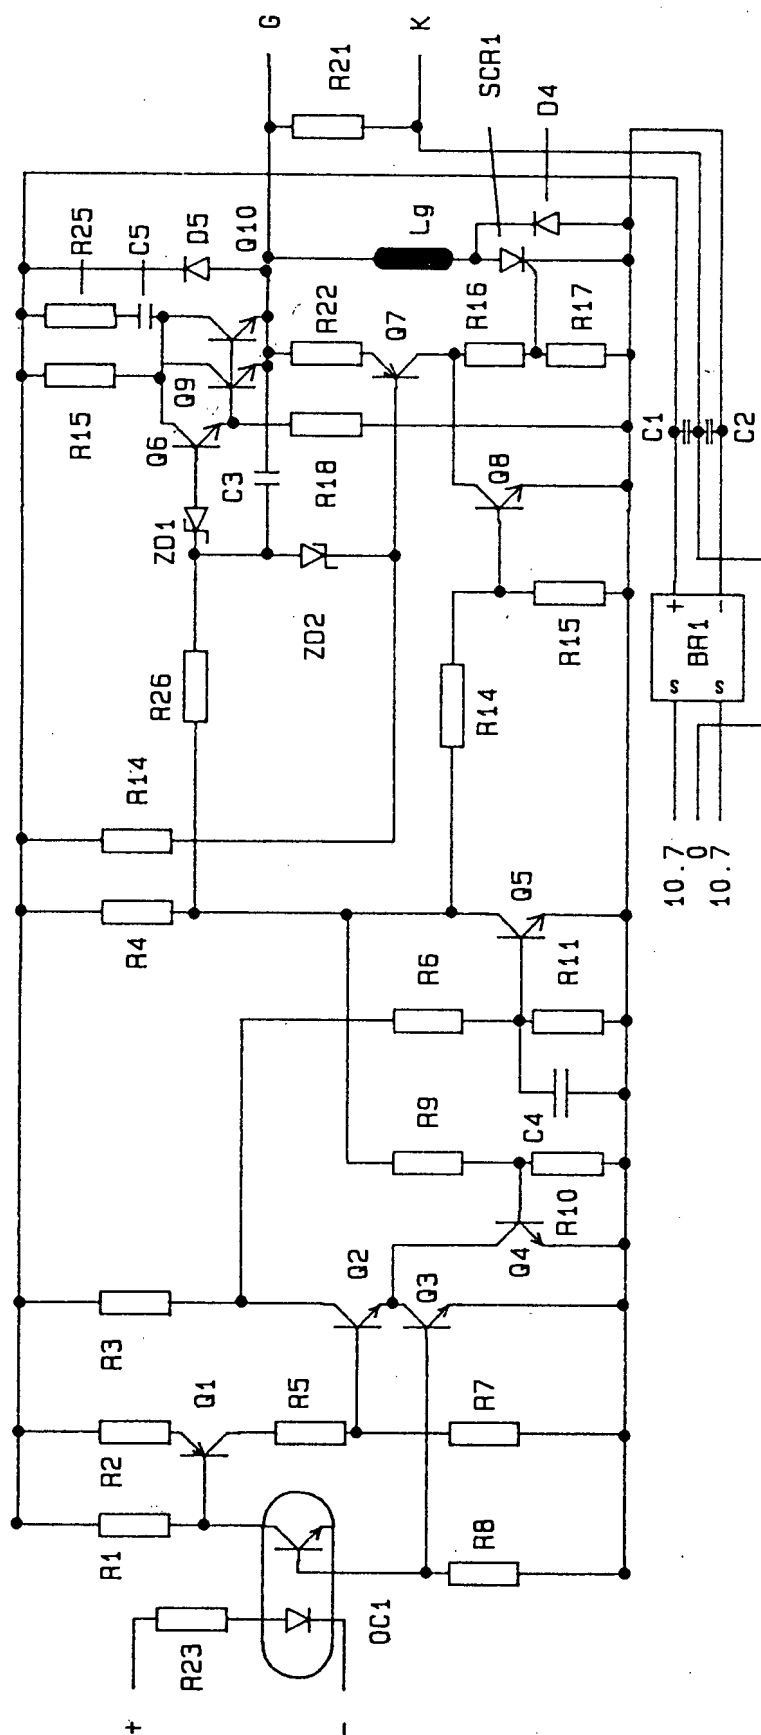 G
K
R21
SCR1
D4
R25
C5
D5
Q10
Lg
R15
Q9
Q6
R22
Q7
R16
R17
C3
R18
Q8
C1
C2
ZD1
ZD2
R15
BR1
+
-
s
s
R26
R14
R14
10.7
0
10.7
R4
Q5
R6
R11
R9
C4
R10
Q4
Q2
Q3
R3
Q1
R5
R7
R2
R1
R8
OC1
R23
+
-